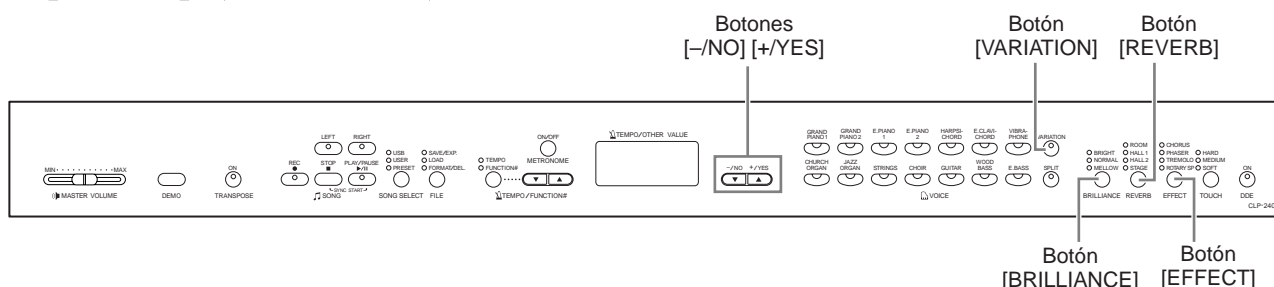 Botones
[–/NO] [+/YES]
Botón
[VARIATION]
Botón
[REVERB]
MIN MAX
MASTER VOLUME
DEMO
ON
TRANSPOSE
LEFT RIGHT
REC
STOP
PLAY/PAUSE
SYNC START
SONG
USB
USER
PRESET
SONG SELECT
SAVE/EXP.
LOAD
FORMAT/DEL.
FILE
TEMPO
FUNCTION#
ON/OFF
METRONOME
TEMPO/FUNCTION#
TEMPO/OTHER VALUE
–/NO +/YES
GRAND PIANO 1
GRAND PIANO 2
E.PIANO 1
E.PIANO 2
HARPSI-CHORD
E.CLAVI-CHORD
VIBRA-PHONE
VARIATION
CHURCH ORGAN
JAZZ ORGAN
STRINGS
CHOIR
GUITAR
WOOD BASS
E.BASS
SPLIT
VOICE
BRIGHT
NORMAL
MELLOW
BRILLIANCE
ROOM
HALL 1
HALL 2
STAGE
REVERB
CHORUS
PHASER
TREMOLO
ROTARY SP
EFFECT
HARD
MEDIUM
SOFT
TOUCH
ON
DDE
CLP-240
Botón
[BRILLIANCE]
Botón
[EFFECT]